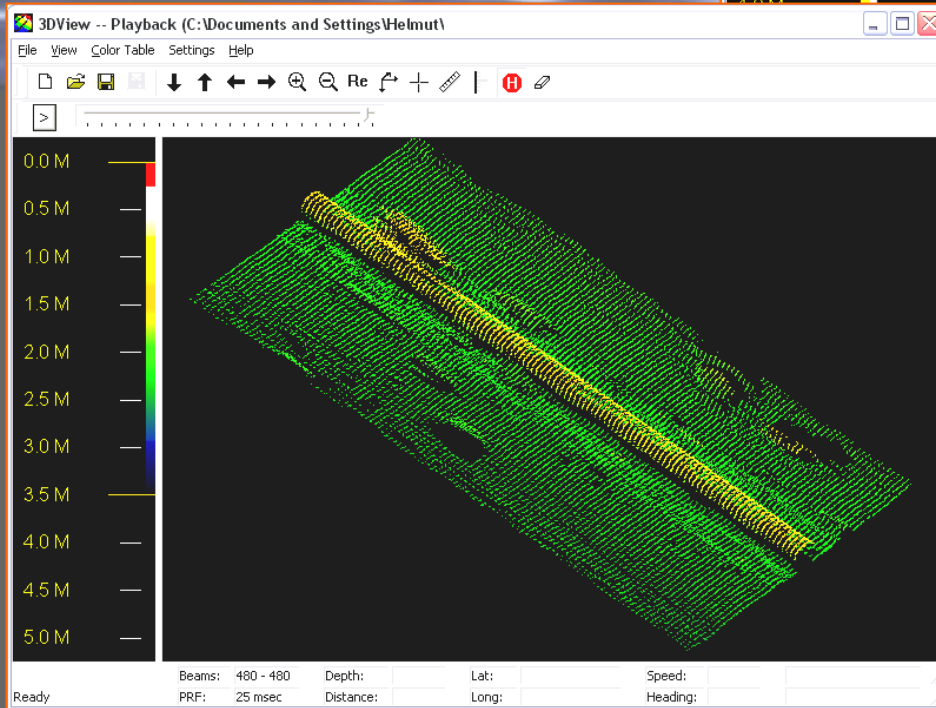 3DView -- Playback (C:\Documents and Settings\Helmut\
File View Color Table Settings Help
Re H
>
0.0 M
0.5 M
1.0 M
1.5 M
2.0 M
2.5 M
3.0 M
3.5 M
4.0 M
4.5 M
5.0 M
Beams: 480 - 480 Depth: Lat: Speed:
Ready PRF: 25 msec Distance: Long: Heading: